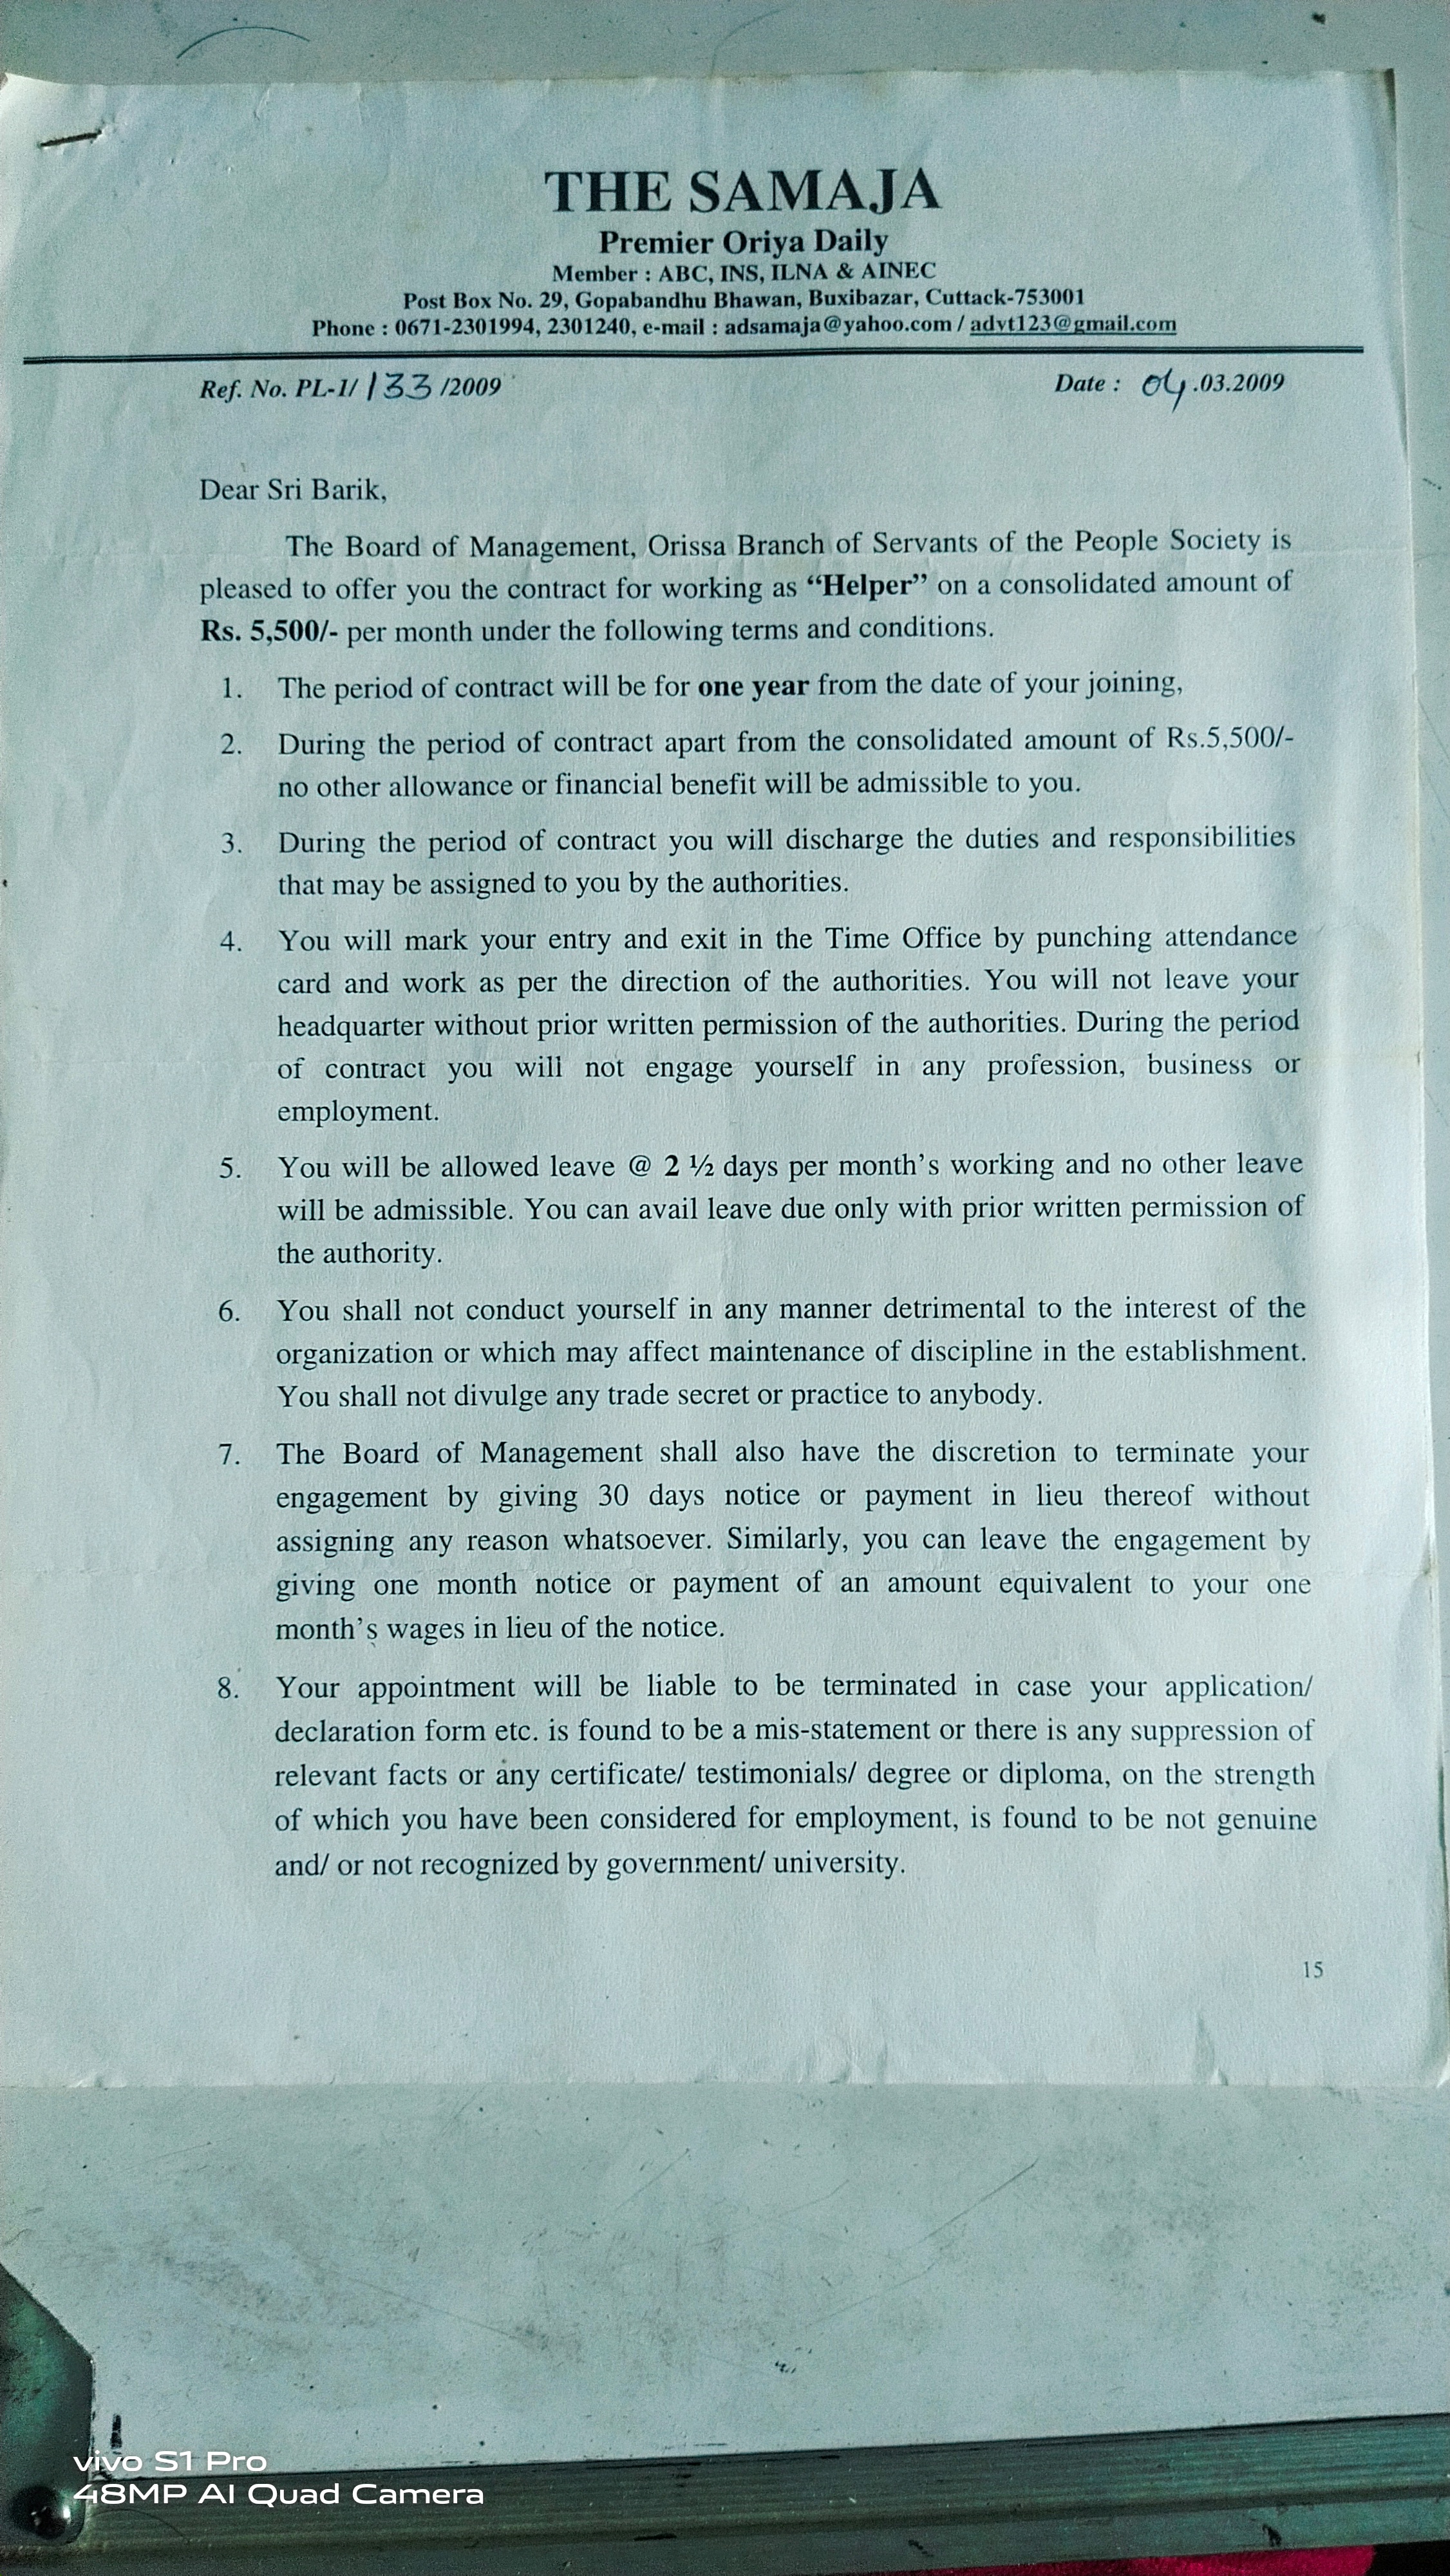 THE SAMAJA
Premier Oriya Daily
Member : ABC, INS, ILNA & AINEC
Post Box No. 29, Gopabandhu Bhawan, Buxibazar, Cuttack-753001
Phone : 0671-2301994, 2301240, e-mail : adsamaja@yahoo.com / advt123@gmail.com
Ref. No. PL-1/133/2009 Date : 04.03.2009
Dear Sri Barik,
The Board of Management, Orissa Branch of Servants of the People Society is
pleased to offer you the contract for working as “Helper” on a consolidated amount of
Rs. 5,500/- per month under the following terms and conditions.
1. The period of contract will be for one year from the date of your joining,
2. During the period of contract apart from the consolidated amount of Rs.5,500/-
no other allowance or financial benefit will be admissible to you.
3. During the period of contract you will discharge the duties and responsibilities
that may be assigned to you by the authorities.
4. You will mark your entry and exit in the Time Office by punching attendance
card and work as per the direction of the authorities. You will not leave your
headquarter without prior written permission of the authorities. During the period
of contract you will not engage yourself in any profession, business or
employment.
5. You will be allowed leave @ 2 ½ days per month’s working and no other leave
will be admissible. You can avail leave due only with prior written permission of
the authority.
6. You shall not conduct yourself in any manner detrimental to the interest of the
organization or which may affect maintenance of discipline in the establishment.
You shall not divulge any trade secret or practice to anybody.
7. The Board of Management shall also have the discretion to terminate your
engagement by giving 30 days notice or payment in lieu thereof without
assigning any reason whatsoever. Similarly, you can leave the engagement by
giving one month notice or payment of an amount equivalent to your one
month’s wages in lieu of the notice.
8. Your appointment will be liable to be terminated in case your application/
declaration form etc. is found to be a mis-statement or there is any suppression of
relevant facts or any certificate/ testimonials/ degree or diploma, on the strength
of which you have been considered for employment, is found to be not genuine
and/ or not recognized by government/ university.
15
vivo S1 Pro
48MP AI Quad Camera